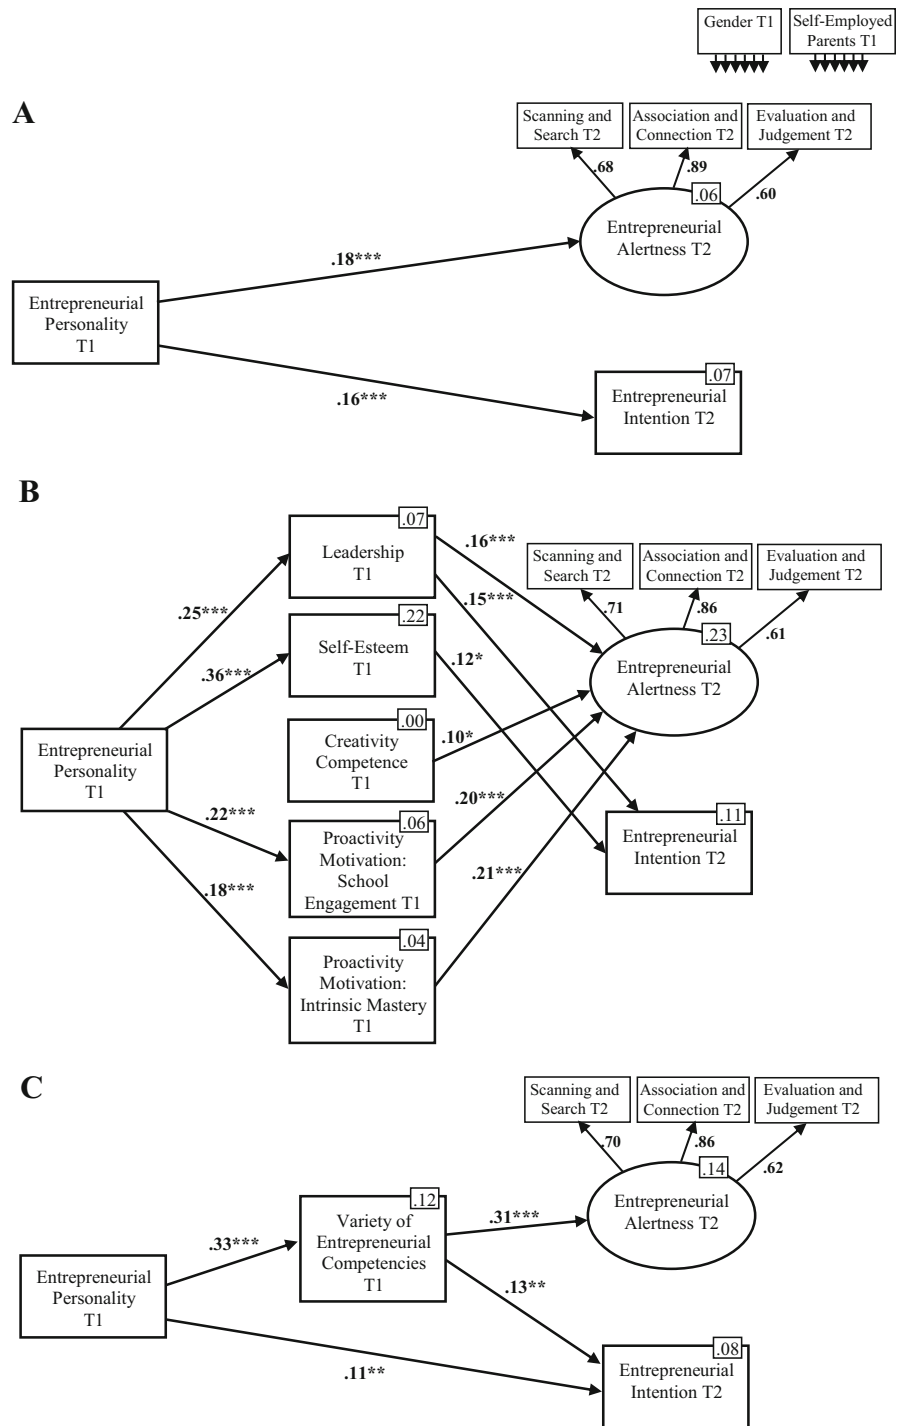 Gender T1
Self-Employed
Parents T1
A
Scanning and
Search T2
Association and
Connection T2
Evaluation and
Judgement T2
.68
.89
.60
.06
Entrepreneurial
Alertness T2
.18***
Entrepreneurial
Personality
T1
.16***
.07
Entrepreneurial
Intention T2
B
.07
Leadership
T1
.16***
Scanning and
Search T2
Association and
Connection T2
Evaluation and
Judgement T2
.71
.86
.61
.23
Entrepreneurial
Alertness T2
.15***
.25***
.22
Self-Esteem
T1
.12*
.36***
.00
Creativity
Competence
T1
.10*
Entrepreneurial
Personality
T1
.20***
.22***
.06
Proactivity
Motivation:
School
Engagement T1
.11
Entrepreneurial
Intention T2
.21***
.18***
.04
Proactivity
Motivation:
Intrinsic Mastery
T1
C
Scanning and
Search T2
Association and
Connection T2
Evaluation and
Judgement T2
.70
.86
.62
.14
Entrepreneurial
Alertness T2
.12
Variety of
Entrepreneurial
Competencies
T1
.31***
.33***
.13**
Entrepreneurial
Personality
T1
.11**
.08
Entrepreneurial
Intention T2